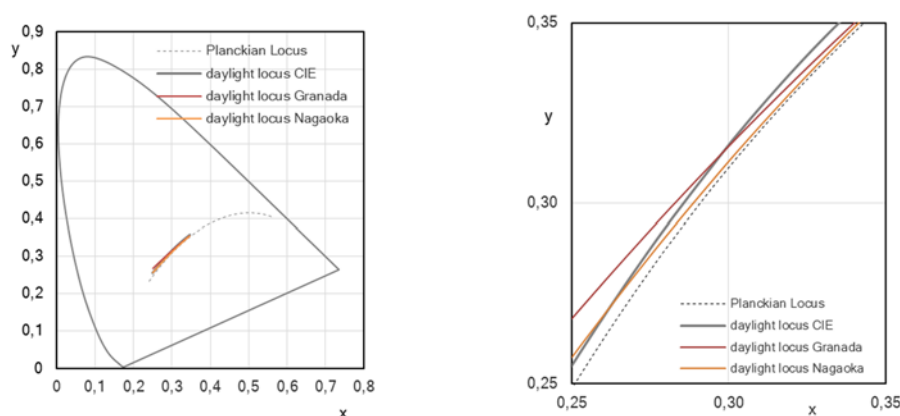 0,9
y
0,8
0,7
0,6
0,5
0,4
0,3
0,2
0,1
0
0
0,1
0,2
0,3
0,4
0,5
0,6
0,7
0,8
x
Planckian Locus
daylight locus CIE
daylight locus Granada
daylight locus Nagaoka
0,35
y
0,30
0,25
0,25
0,30
0,35
x
Planckian Locus
daylight locus CIE
daylight locus Granada
daylight locus Nagaoka